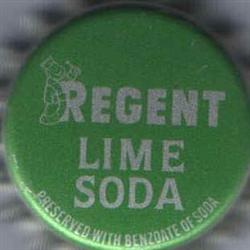 REGENT
LIME
SODA
PRESERVED WITH BENZOATE OF SODA